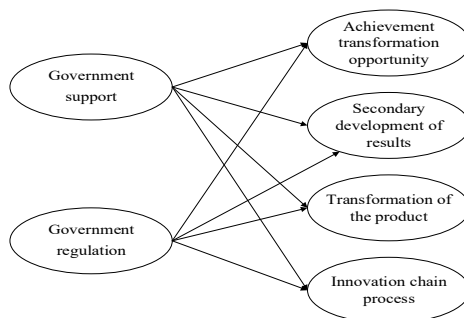 Achievement
transformation
opportunity
Government
support
Secondary
development of
results
Transformation of
the product
Government
regulation
Innovation chain
process